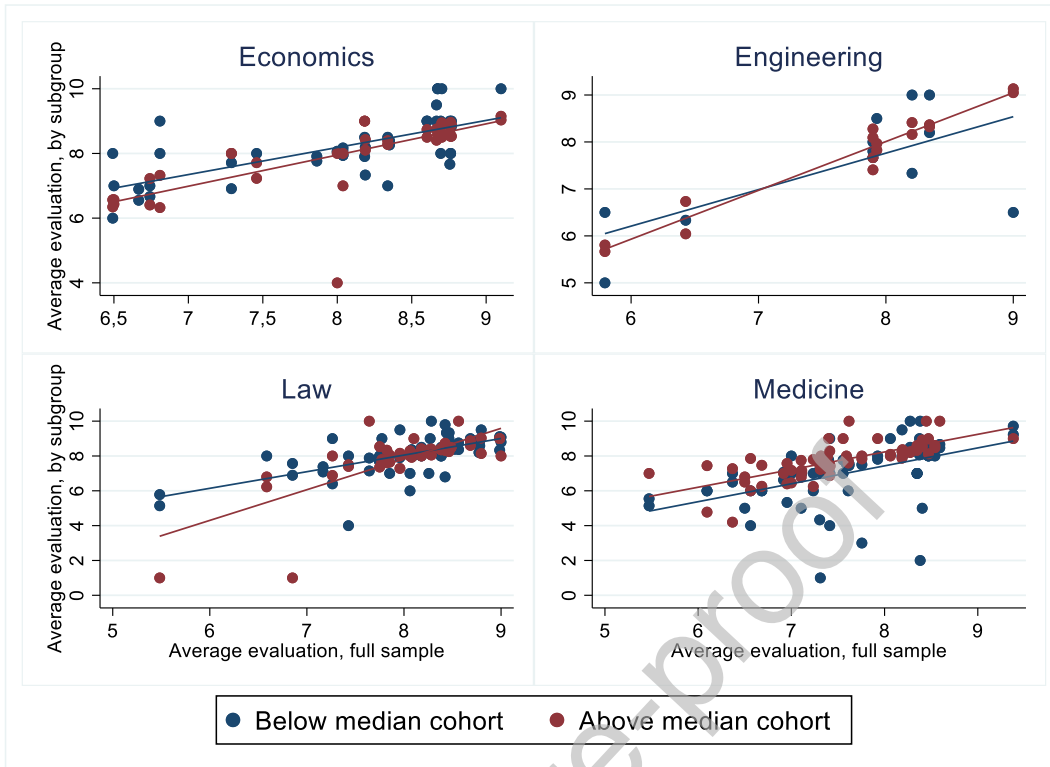 Economics
Average evaluation, by subgroup
10
8
6
4
6,5 7 7,5 8 8,5 9
Engineering
9
8
7
6
5
6 7 8 9
Law
Average evaluation, by subgroup
10
8
6
4
2
0
5 6 7 8 9
Average evaluation, full sample
Medicine
10
8
6
4
2
0
5 6 7 8 9
Average evaluation, full sample
Below median cohort Above median cohort
e-proof